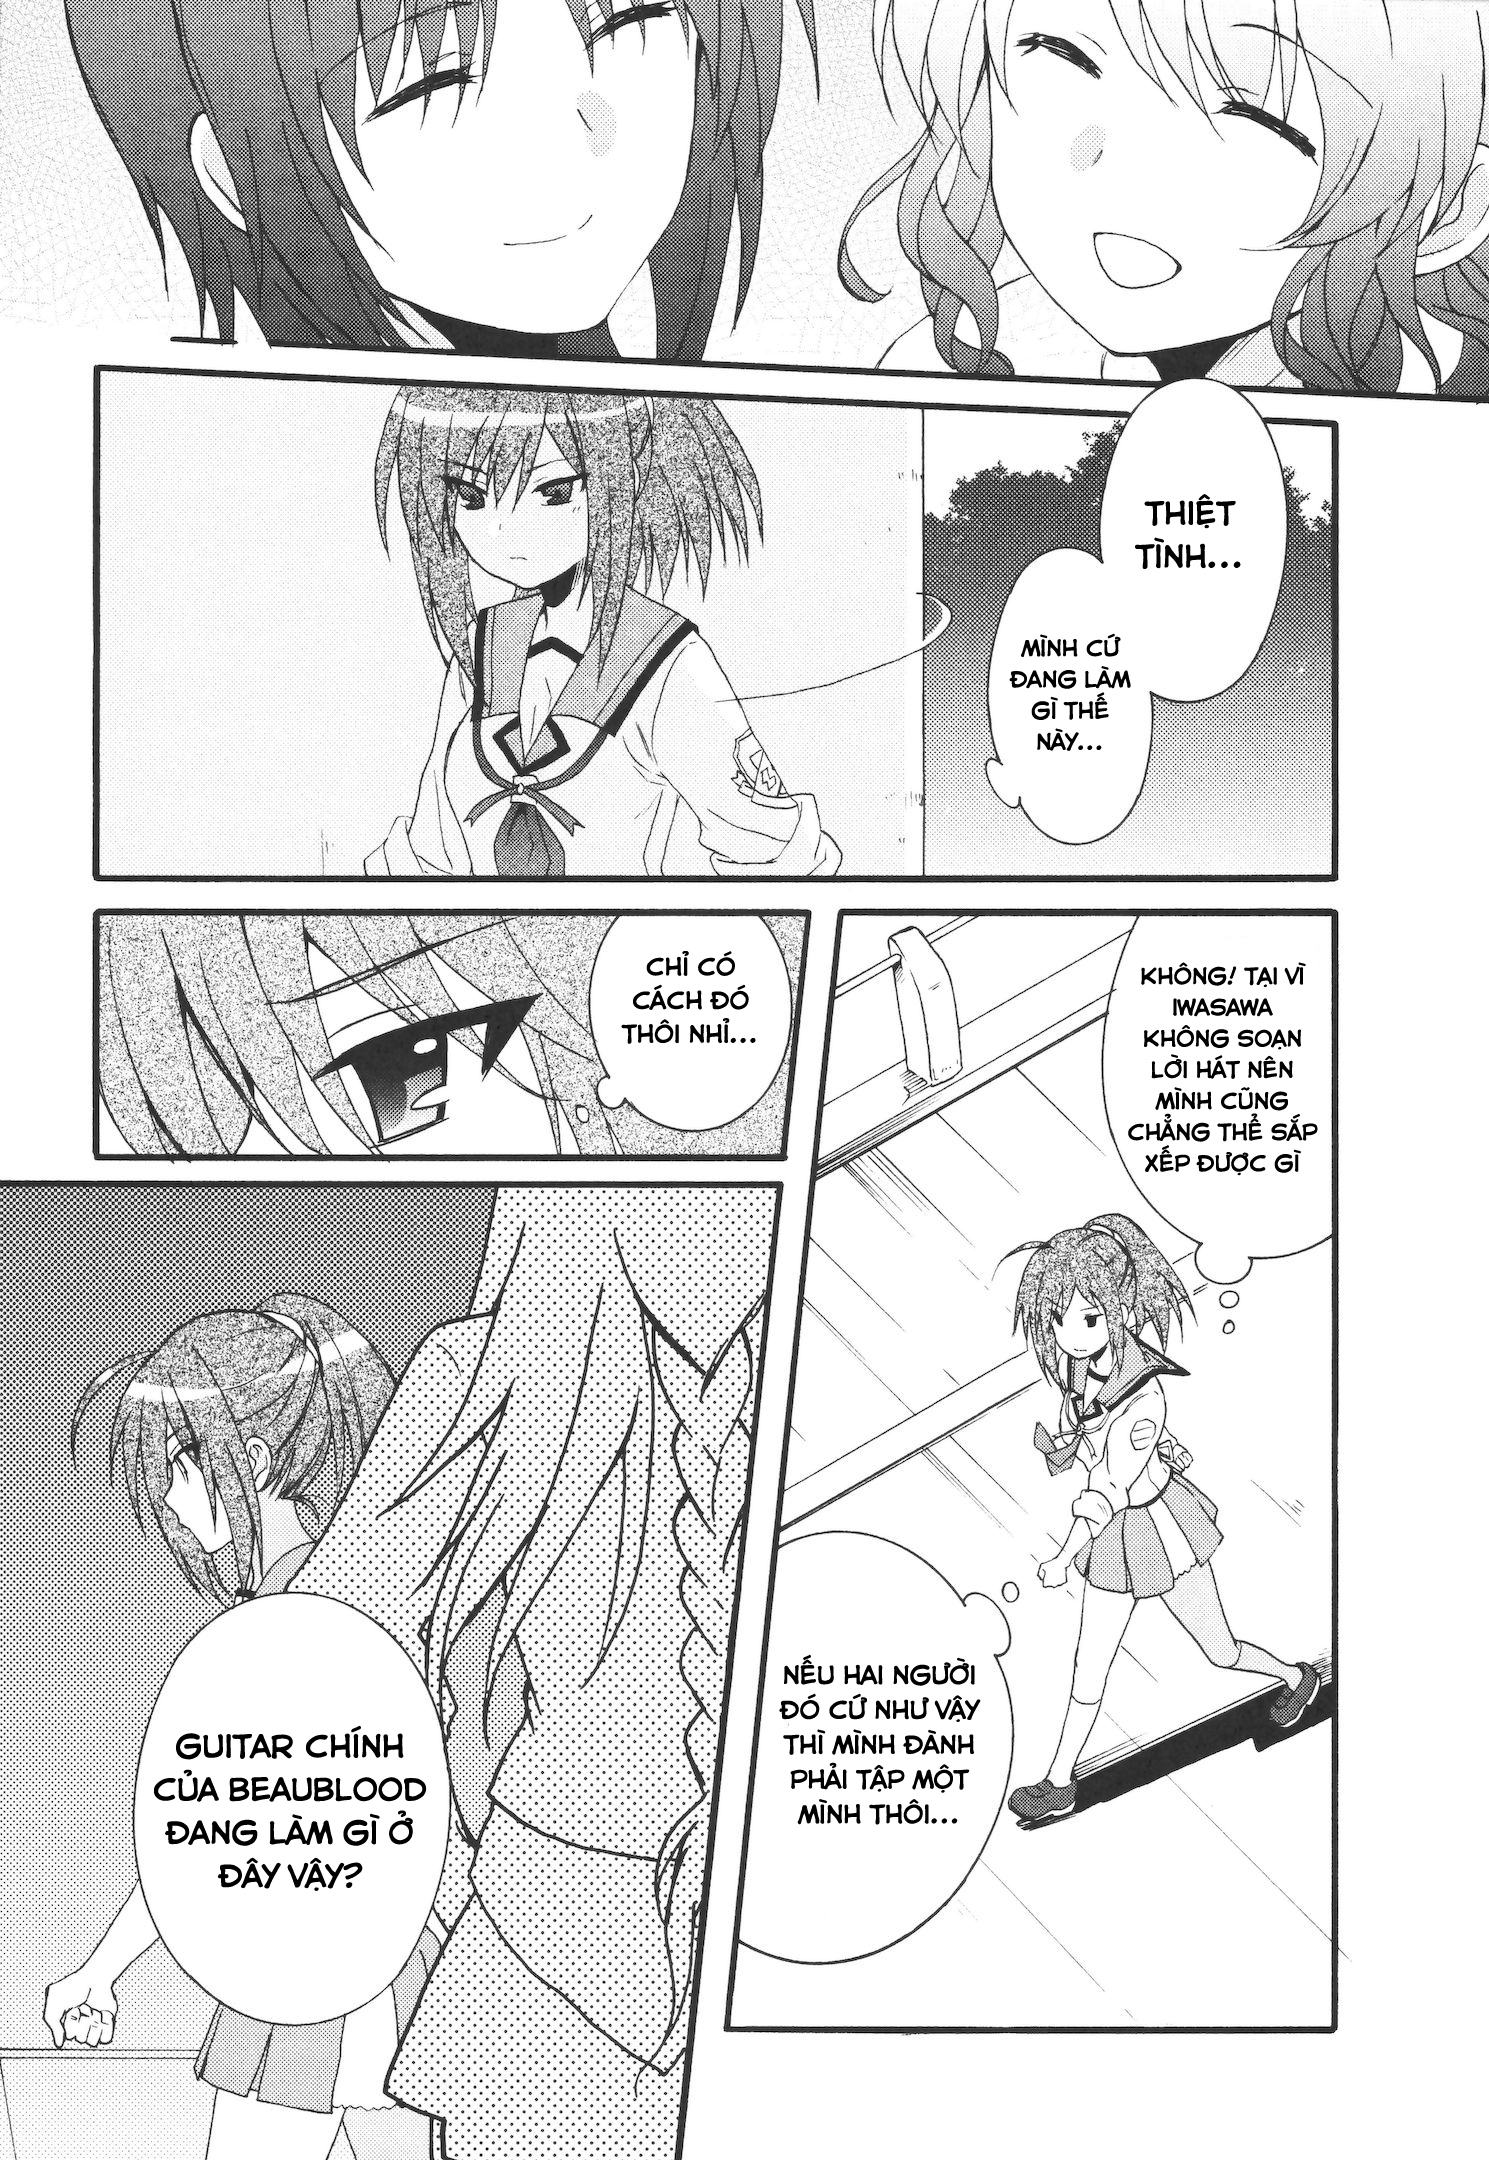 THIỆT
TÌNH...
MÌNH CỨ
ĐANG LÀM
GÌ THẾ
NÀY...
KHÔNG! TẠI VÌ
IWASAWA
KHÔNG SOẠN
LỜI HÁT NÊN
MÌNH CŨNG
CHẲNG THỂ SẮP
XẾP ĐƯỢC GÌ
NẾU HAI NGƯỜI
ĐÓ CỨ NHƯ VẬY
THÌ MÌNH ĐÀNH
PHẢI TẬP MỘT
MÌNH THÔI...
CHỈ CÓ
CÁCH ĐÓ
THÔI NHỈ...
GUITAR CHÍNH
CỦA BEAUBLOOD
ĐANG LÀM GÌ Ở
ĐÂY VẬY?